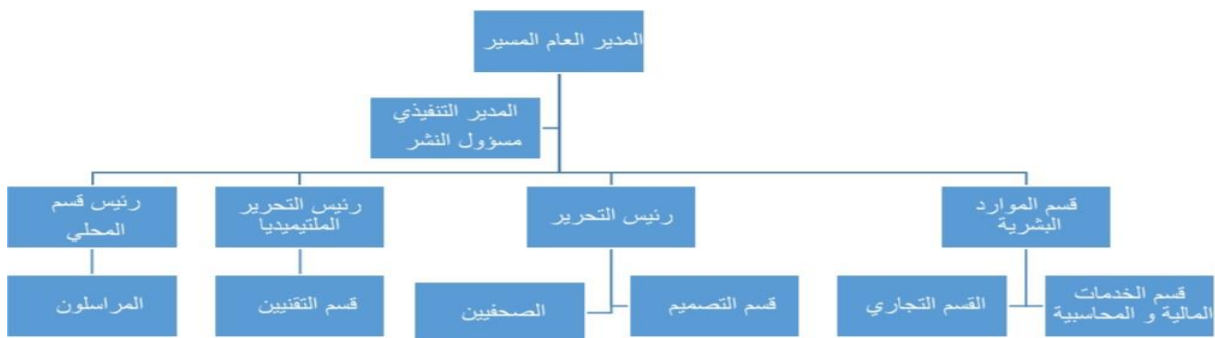 المدير العام المسير
المدير التنفيذي
مسؤول النشر
قسم الموارد
البشرية
رئيس التحرير
رئيس التحرير
الملتيميديا
رئيس قسم
المحلي
قسم الخدمات
المالية و المحاسبية
القسم التجاري
قسم التصميم
الصحفيين
قسم التقنيين
المراسلون